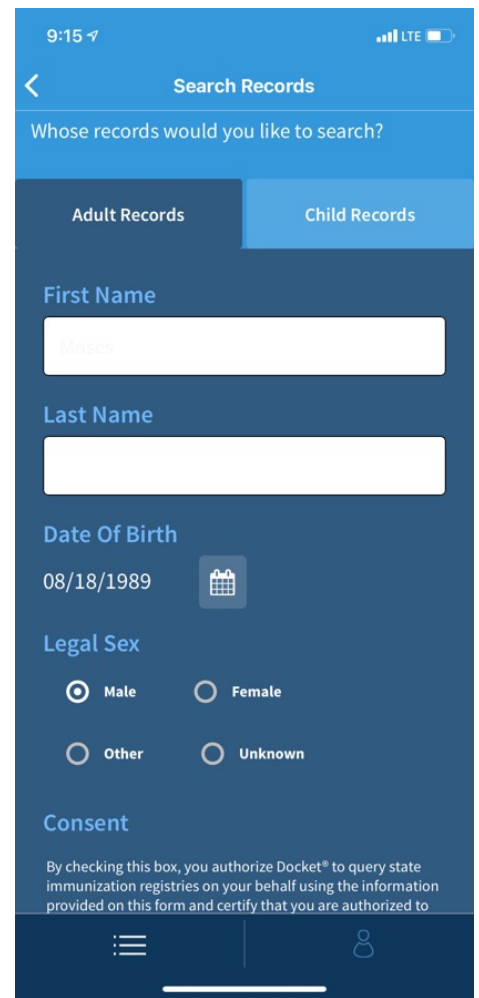 9:15
LTE
Search Records
Whose records would you like to search?
Adult Records
Child Records
First Name
Moses
Last Name
Date Of Birth
08/18/1989
Legal Sex
Male
Female
Other
Unknown
Consent
By checking this box, you authorize Docket® to query state
immunization registries on your behalf using the information
provided on this form and certify that you are authorized to